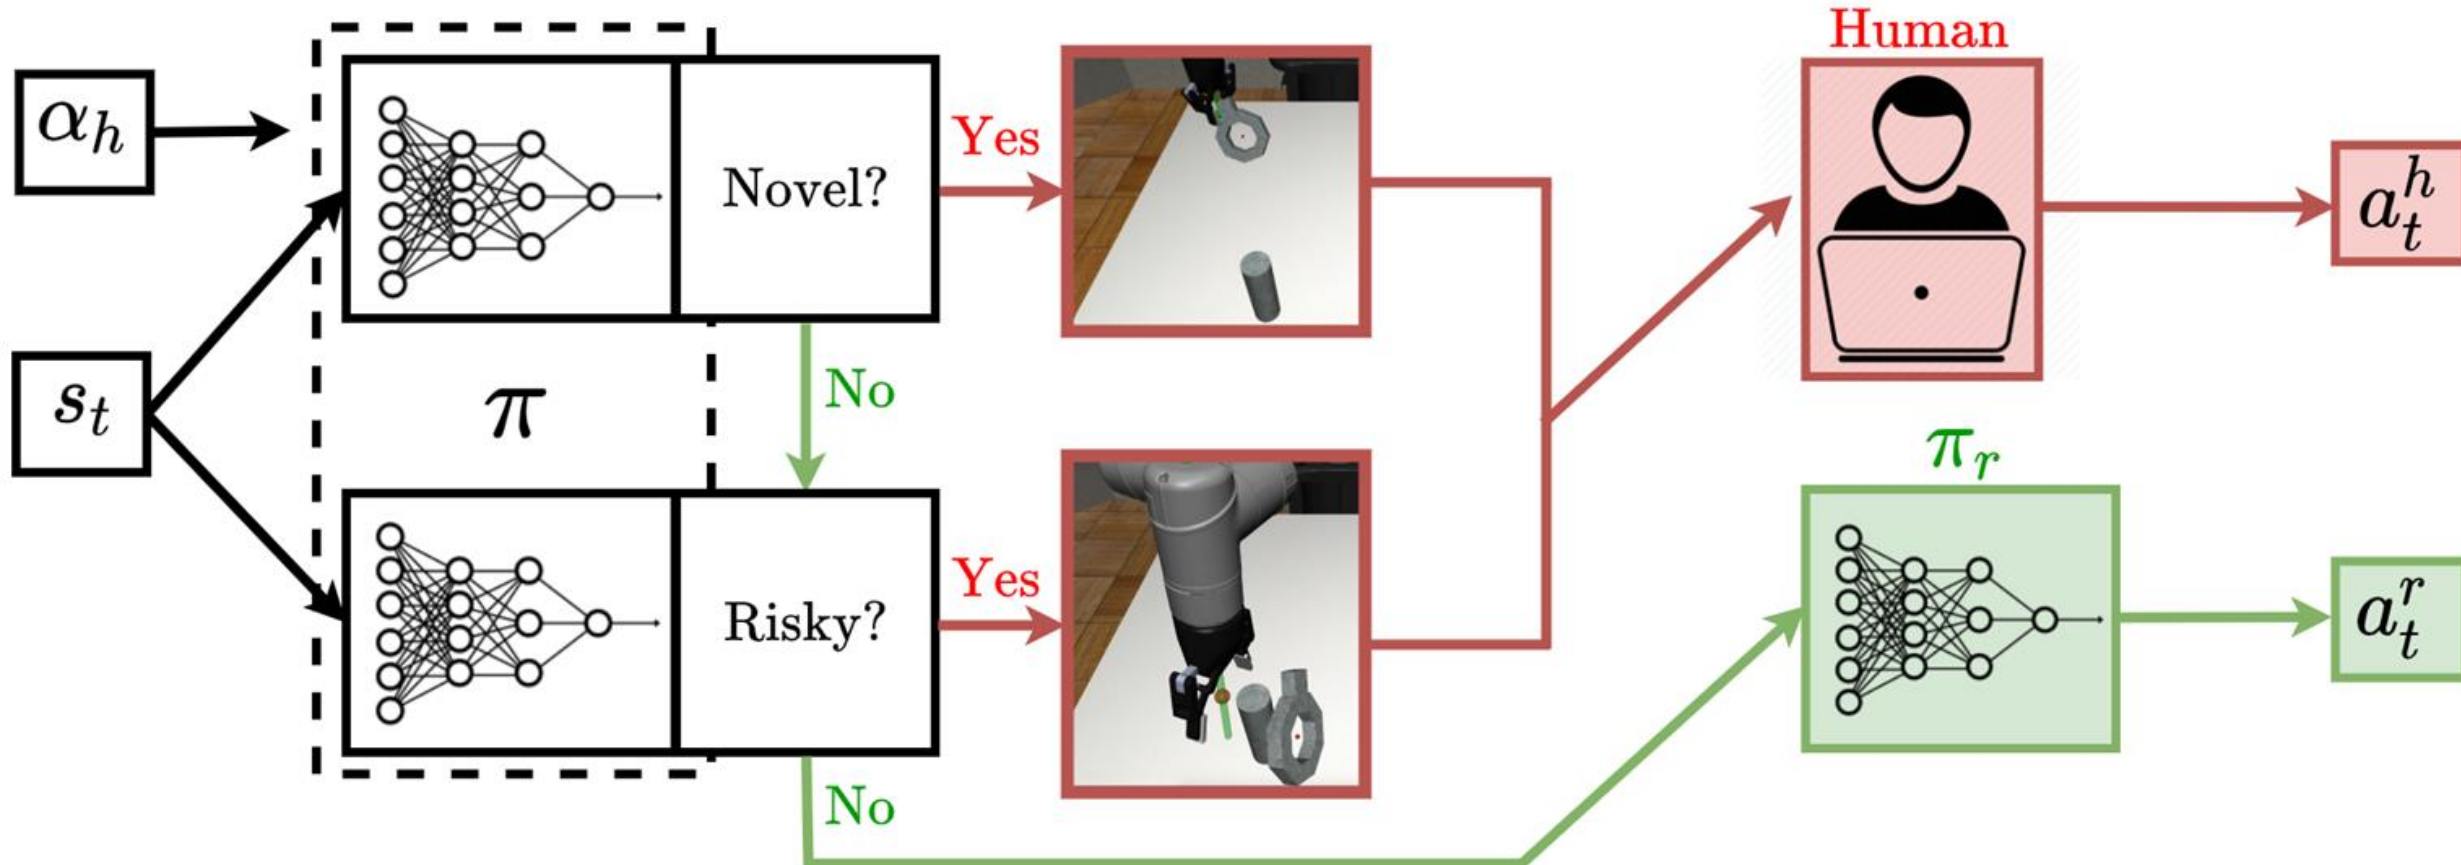 Human
α_h
Novel?
Yes
a_t^h
s_t
π
No
π_r
Risky?
Yes
a_t^r
No